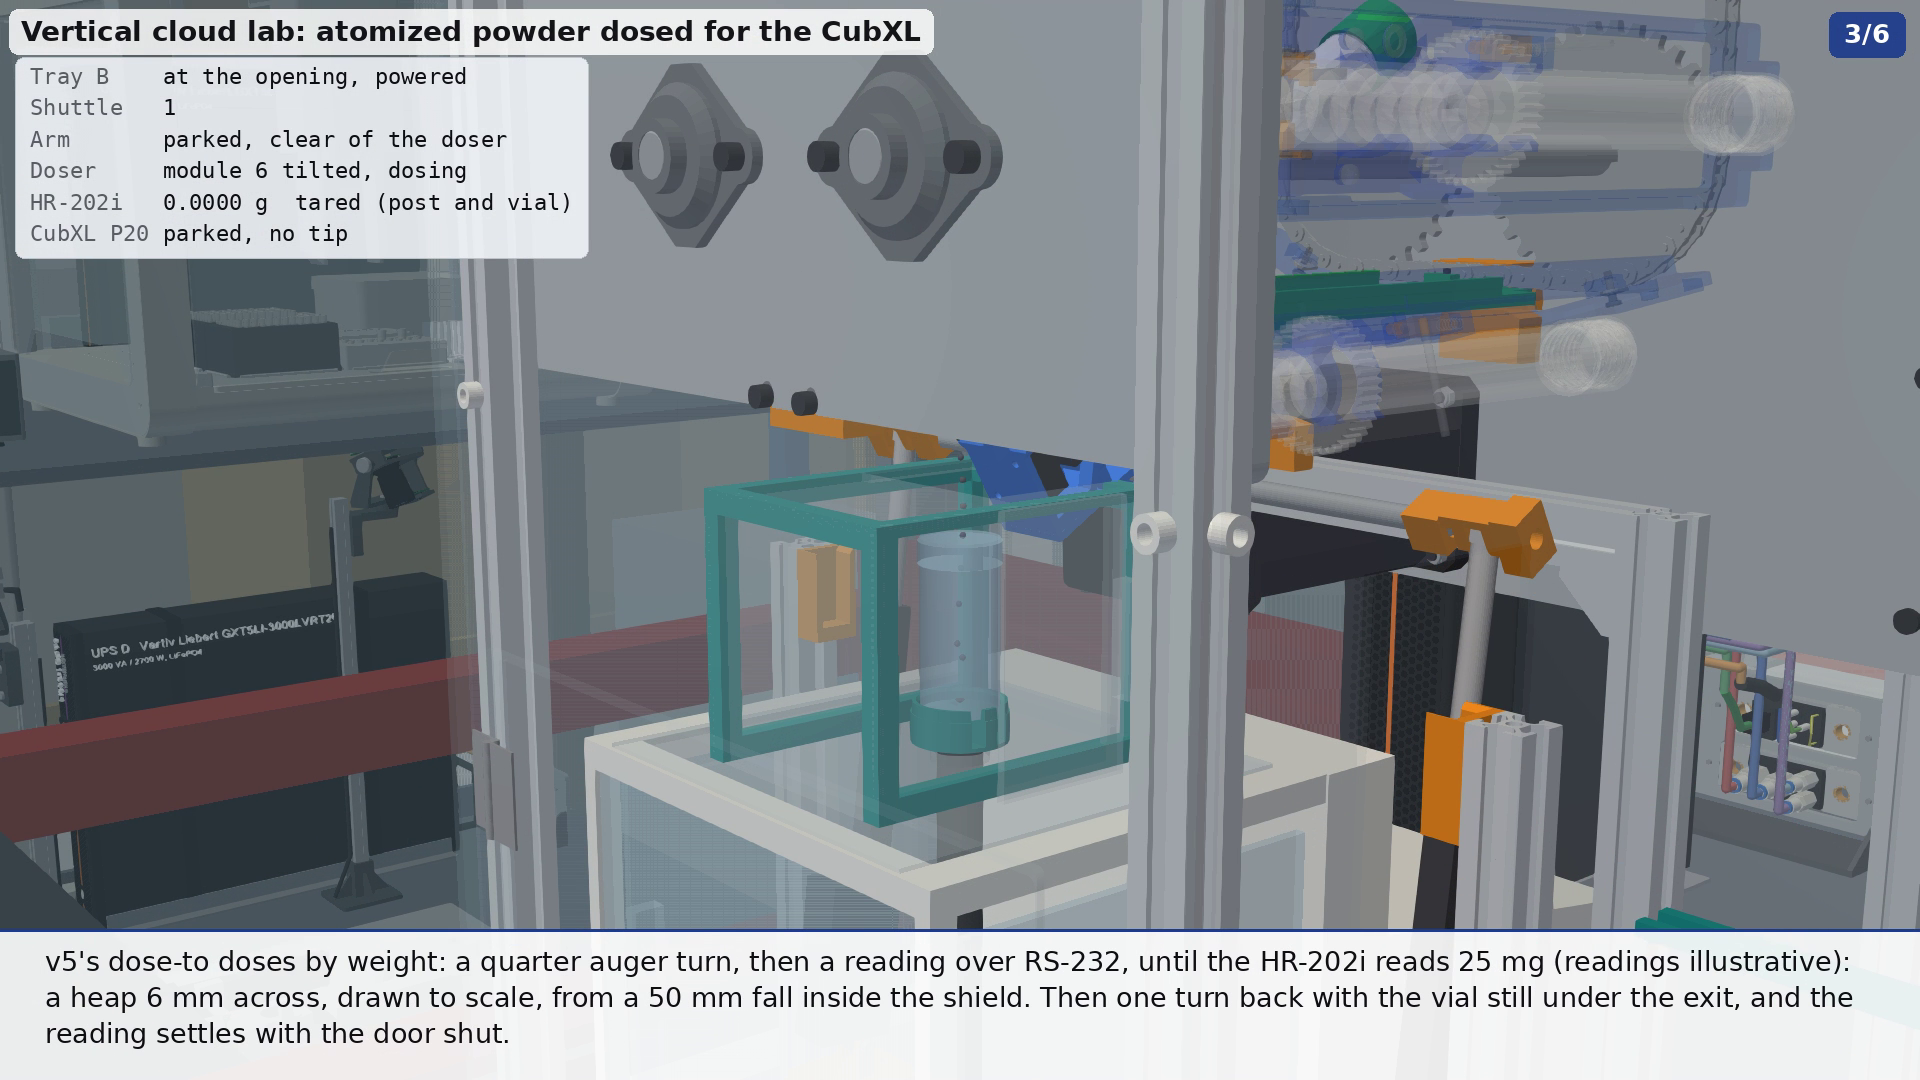 Vertical cloud lab: atomized powder dosed for the CubXL
3/6
Tray B at the opening, powered
Shuttle 1
Arm parked, clear of the doser
Doser module 6 tilted, dosing
HR-202i 0.0000 g tared (post and vial)
CubXL P20 parked, no tip
UPS D Vertiv Liebert GXT5LI-3000LVRT2
3000 VA / 2700 W, LiFePO4
v5's dose-to doses by weight: a quarter auger turn, then a reading over RS-232, until the HR-202i reads 25 mg (readings illustrative):
a heap 6 mm across, drawn to scale, from a 50 mm fall inside the shield. Then one turn back with the vial still under the exit, and the
reading settles with the door shut.